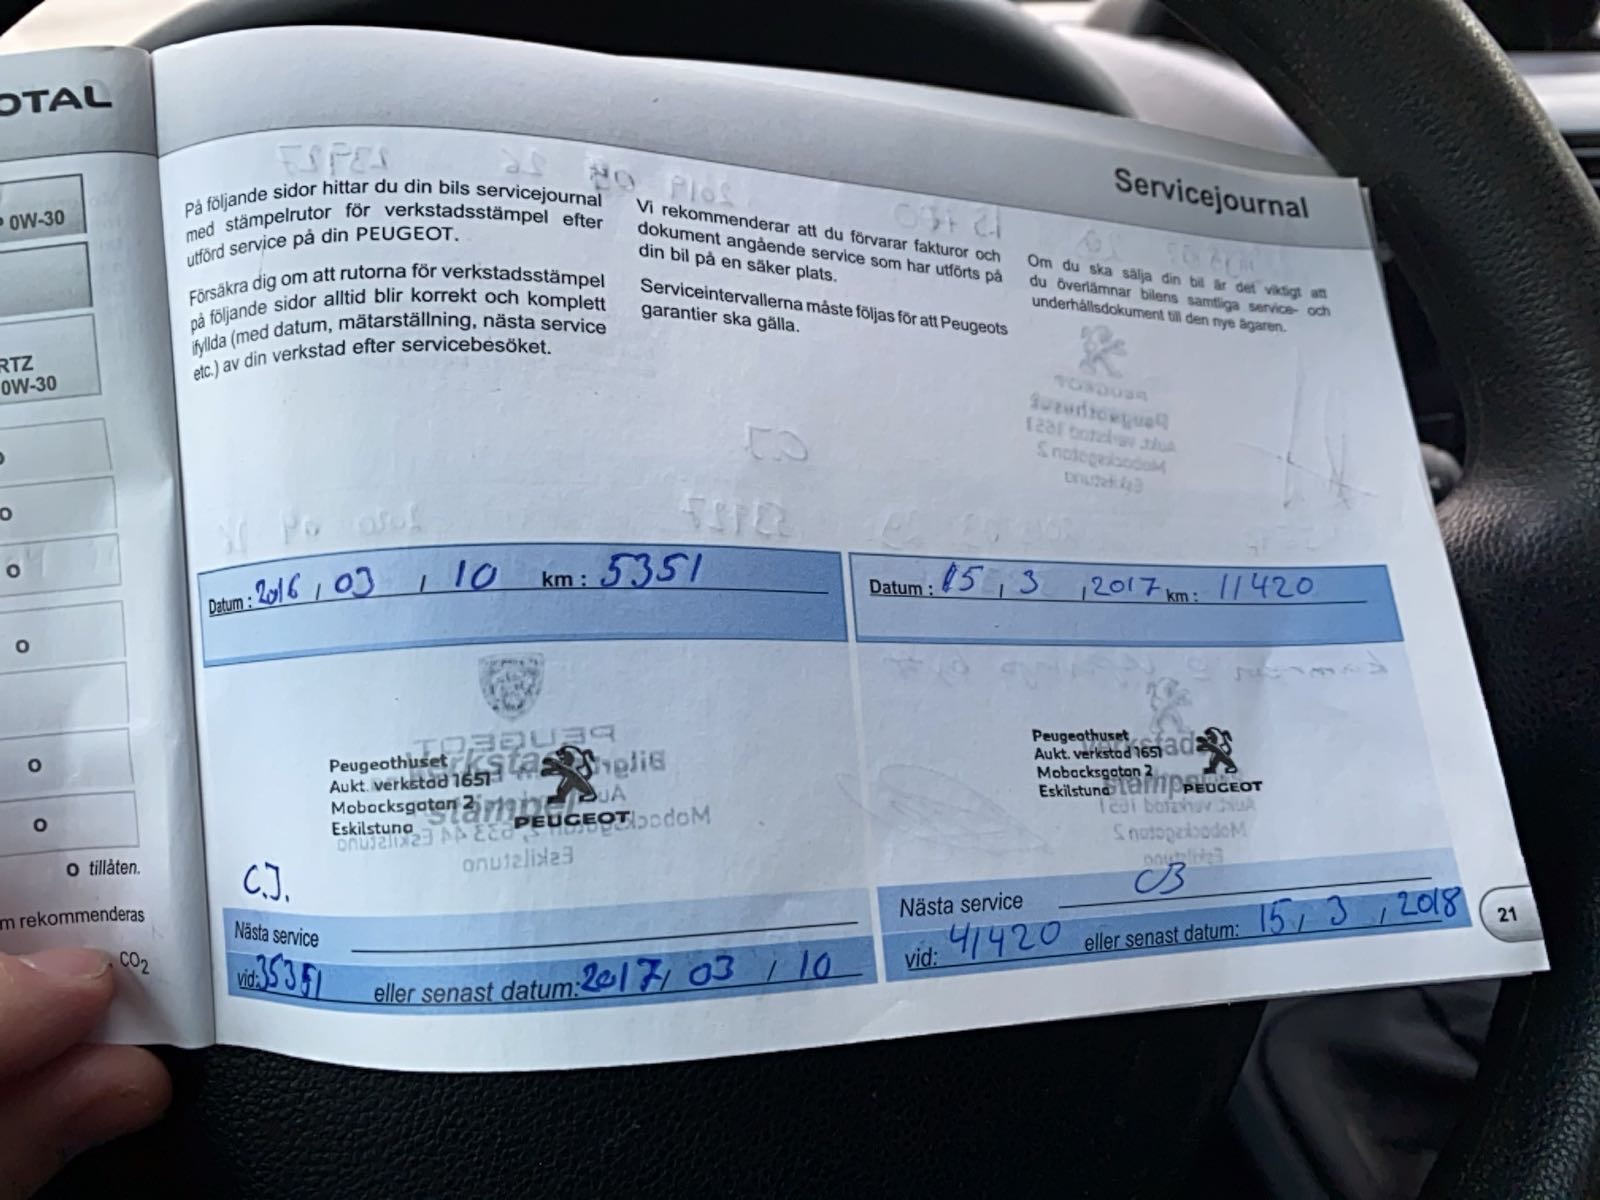 OTAL
0W-30
RTZ
0W-30
o
o
o
o
o
o
o tillåten.
m rekommenderas
CO2
Servicejournal
På följande sidor hittar du din bils servicejournal
med stämpelrutor för verkstadsstämpel efter
utförd service på din PEUGEOT.
Försäkra dig om att rutorna för verkstadsstämpel
på följande sidor alltid blir korrekt och komplett
ifyllda (med datum, mätarställning, nästa service
etc.) av din verkstad efter servicebesöket.
Vi rekommenderar att du förvarar fakturor och
dokument angående service som har utförts på
din bil på en säker plats.
Serviceintervallerna måste följas för att Peugeots
garantier ska gälla.
Om du ska sälja din bil är det viktigt att
du överlämnar bilens samtliga service- och
underhållsdokument till den nye ägaren.
Datum : 2016 / 03 / 10 km : 5351
Peugeothuset
Aukt. verkstad 1651
Mobacksgatan 2
Eskilstuna
PEUGEOT
C.J.
Nästa service
vid: 35351 eller senast datum: 2017 / 03 / 10
Datum : 15 / 3 / 2017 km : 11420
Peugeothuset
Aukt. verkstad 1651
Mobacksgatan 2
Eskilstuna
PEUGEOT
CB
Nästa service
vid: 41420 eller senast datum: 15 / 3 / 2018
21